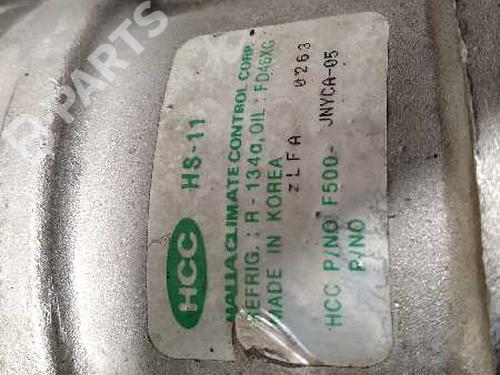 HCC
HS-11
HALLA CLIMATE CONTROL CORP.
REFRIG. : R-134a, OIL : FD46XG
MADE IN KOREA
ZLFA 0263
HCC P/NO F500- JNYCA-05
P/NO
PARTS